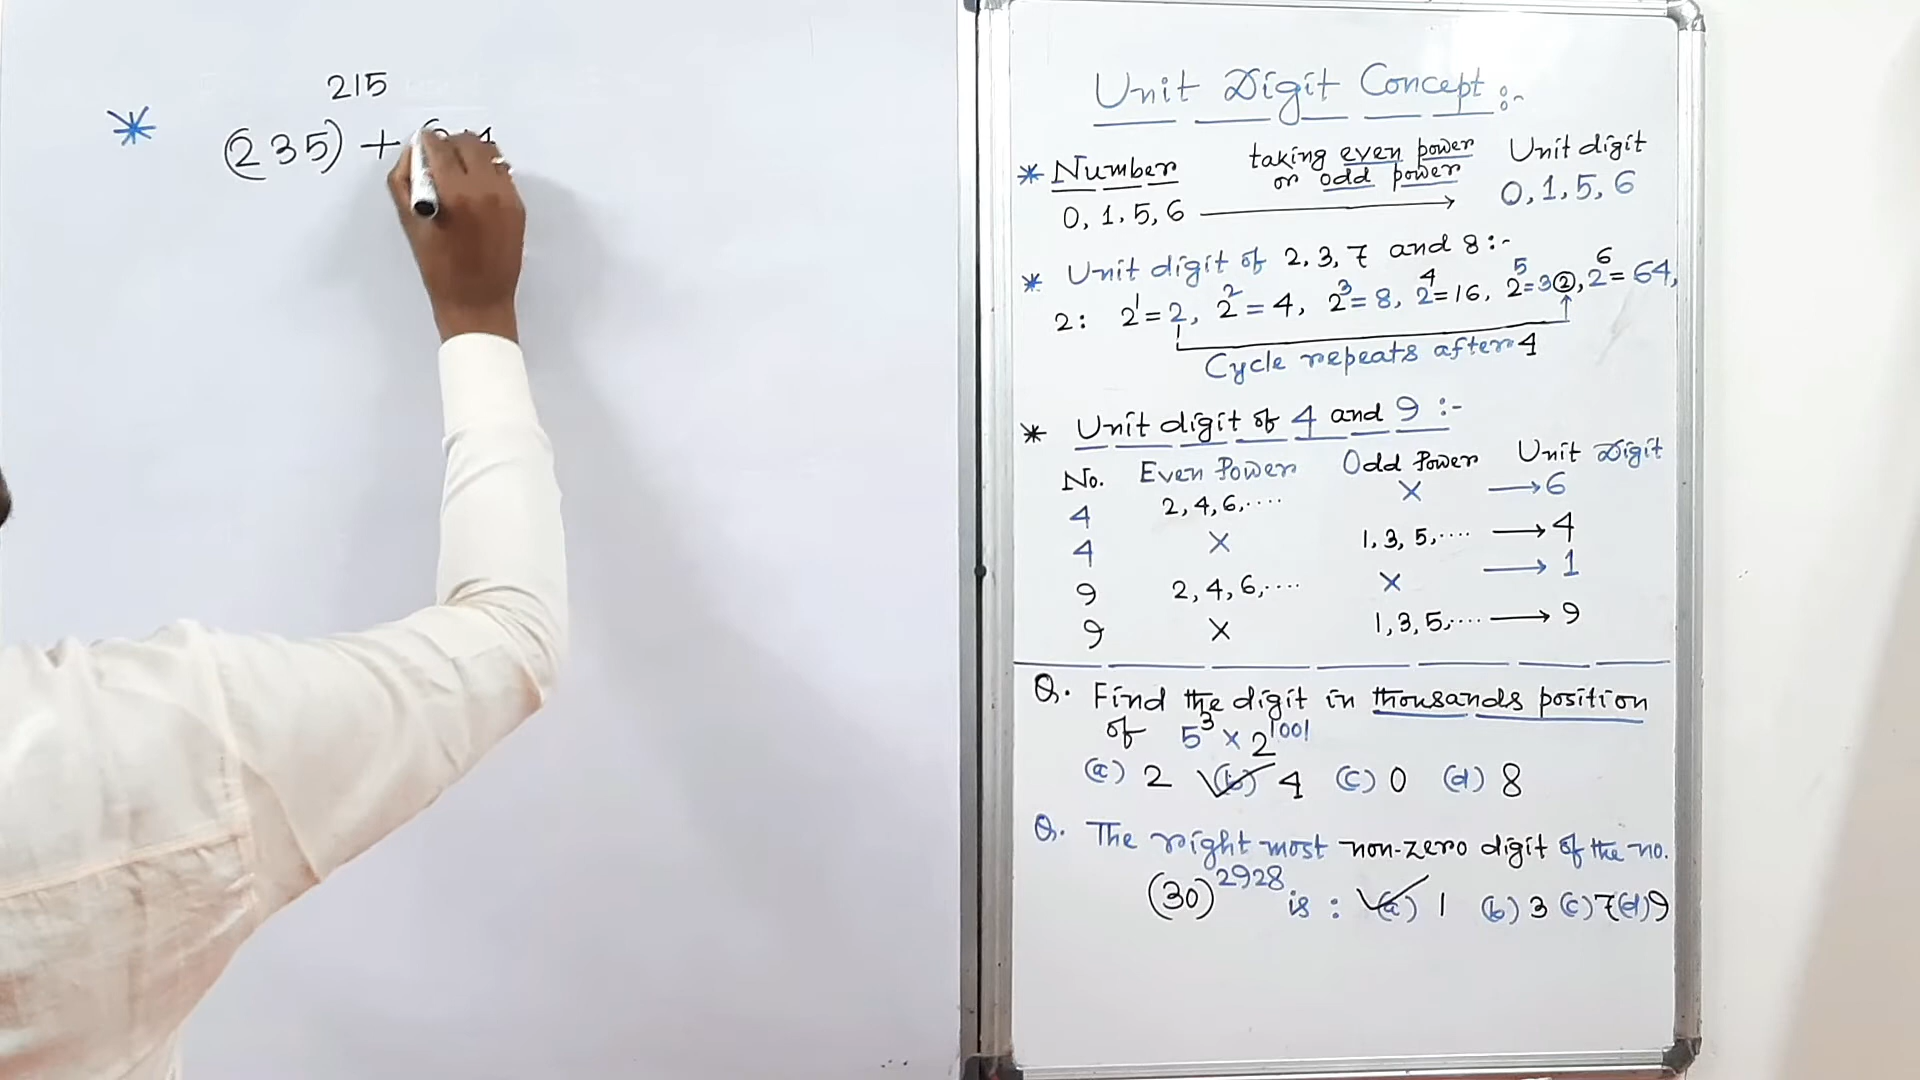 215
* (235) +
Unit Digit Concept :-
* Number taking even power Unit digit
or odd power
0, 1, 5, 6 ⟶ 0, 1, 5, 6
* Unit digit of 2, 3, 7 and 8 :-
2: 2¹ = 2, 2² = 4, 2³ = 8, 2⁴ = 16, 2⁵ = 32, 2⁶ = 64,
Cycle repeats after 4
* Unit digit of 4 and 9 :-
No. Even Power Odd Power Unit Digit
4 2, 4, 6, .... × ⟶ 6
4 × 1, 3, 5, .... ⟶ 4
9 2, 4, 6, .... × ⟶ 1
9 × 1, 3, 5, .... ⟶ 9
Q. Find the digit in thousands position
of 5³ × 2¹⁰⁰¹
(a) 2 (b) 4 (c) 0 (d) 8
Q. The right most non-zero digit of the no.
(30)²⁹²⁸ is : (a) 1 (b) 3 (c) 7 (d) 9